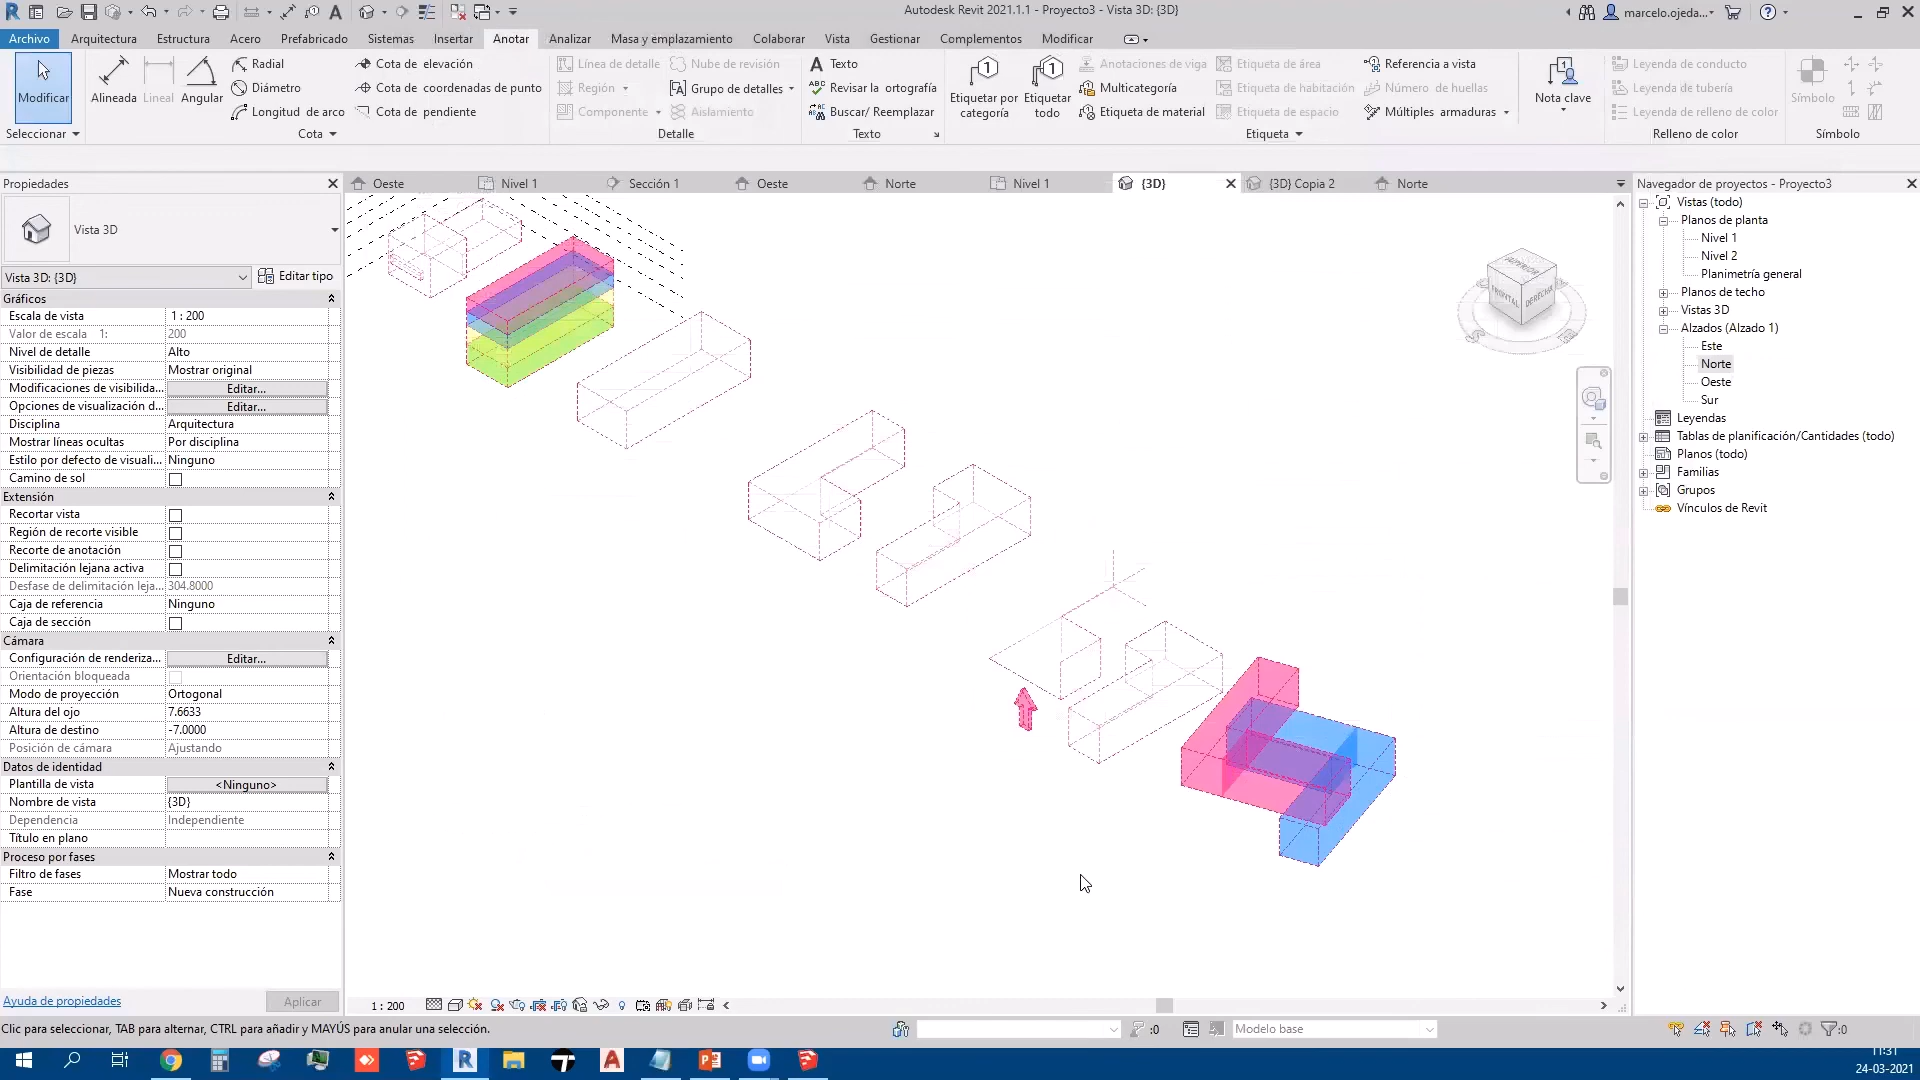 Autodesk Revit 2021.1.1 - Proyecto3 - Vista 3D: {3D}
marcelo.ojeda...
Archivo Arquitectura Estructura Acero Prefabricado Sistemas Insertar Anotar Analizar Masa y emplazamiento Colaborar Vista Gestionar Complementos Modificar
Modificar
Seleccionar
Alineada Lineal Angular
Radial
Diámetro
Longitud de arco
Cota de elevación
Cota de coordenadas de punto
Cota de pendiente
Cota
Línea de detalle
Región
Componente
Nube de revisión
Grupo de detalles
Aislamiento
Detalle
Texto
Revisar la ortografía
Buscar/ Reemplazar
Texto
Etiquetar por categoría
Etiquetar todo
Anotaciones de viga
Multicategoría
Etiqueta de material
Etiqueta de área
Etiqueta de habitación
Etiqueta de espacio
Referencia a vista
Número de huellas
Múltiples armaduras
Etiqueta
Nota clave
Leyenda de conducto
Leyenda de tubería
Leyenda de relleno de color
Relleno de color
Símbolo
Símbolo
Propiedades
Oeste Nivel 1 Sección 1 Oeste Norte Nivel 1 {3D} {3D} Copia 2 Norte
Vista 3D
Vista 3D: {3D} Editar tipo
Gráficos
Escala de vista 1 : 200
Valor de escala 1: 200
Nivel de detalle Alto
Visibilidad de piezas Mostrar original
Modificaciones de visibilida... Editar...
Opciones de visualización d... Editar...
Disciplina Arquitectura
Mostrar líneas ocultas Por disciplina
Estilo por defecto de visuali... Ninguno
Camino de sol
Extensión
Recortar vista
Región de recorte visible
Recorte de anotación
Delimitación lejana activa
Desfase de delimitación leja... 304.8000
Caja de referencia Ninguno
Caja de sección
Cámara
Configuración de renderiza... Editar...
Orientación bloqueada
Modo de proyección Ortogonal
Altura del ojo 7.6633
Altura de destino -7.0000
Posición de cámara Ajustando
Datos de identidad
Plantilla de vista <Ninguno>
Nombre de vista {3D}
Dependencia Independiente
Título en plano
Proceso por fases
Filtro de fases Mostrar todo
Fase Nueva construcción
Ayuda de propiedades Aplicar
SUPERIOR
FRONTAL
DERECHA
Navegador de proyectos - Proyecto3
Vistas (todo)
Planos de planta
Nivel 1
Nivel 2
Planimetría general
Planos de techo
Vistas 3D
Alzados (Alzado 1)
Este
Norte
Oeste
Sur
Leyendas
Tablas de planificación/Cantidades (todo)
Planos (todo)
Familias
Grupos
Vínculos de Revit
1 : 200
Clic para seleccionar, TAB para alternar, CTRL para añadir y MAYÚS para anular una selección.
:0
Modelo base
:0
11:31
24-03-2021